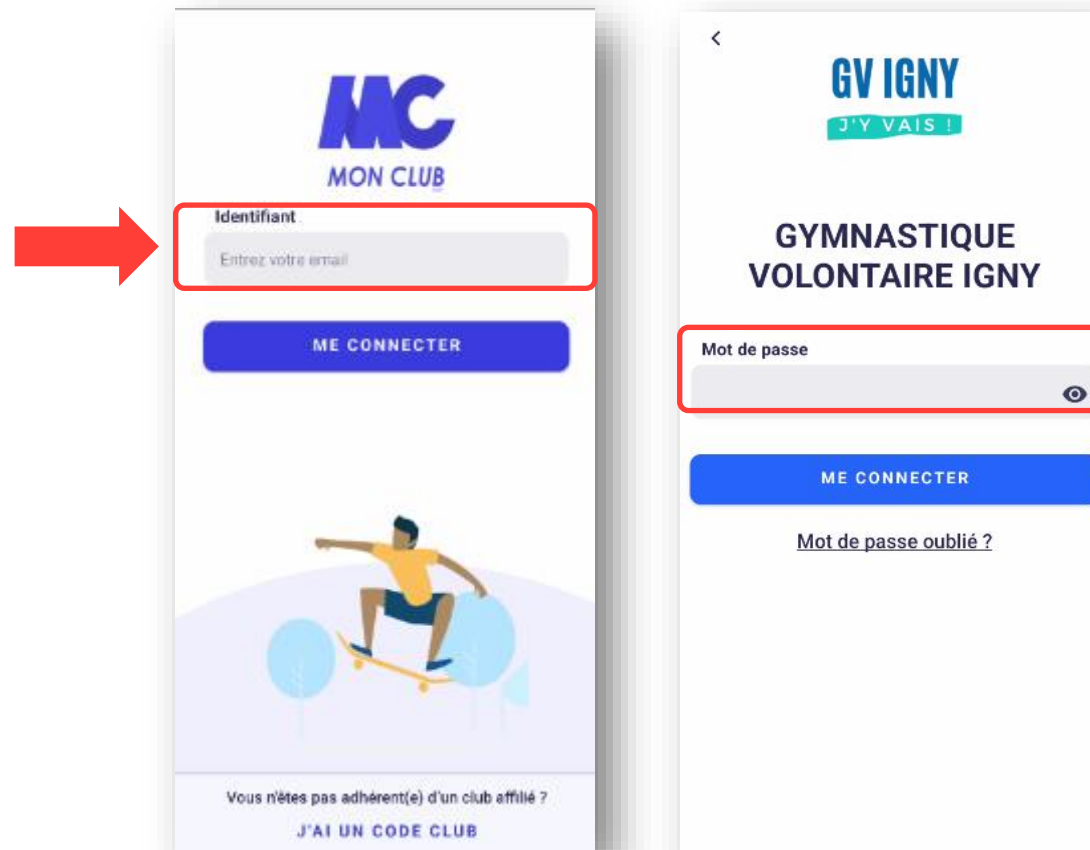 MC
MON CLUB
Identifiant
Entrez votre email
ME CONNECTER
Vous n'êtes pas adhérent(e) d'un club affilié ?
J'AI UN CODE CLUB
GV IGNY
J'Y VAIS !
GYMNASTIQUE
VOLONTAIRE IGNY
Mot de passe
ME CONNECTER
Mot de passe oublié ?